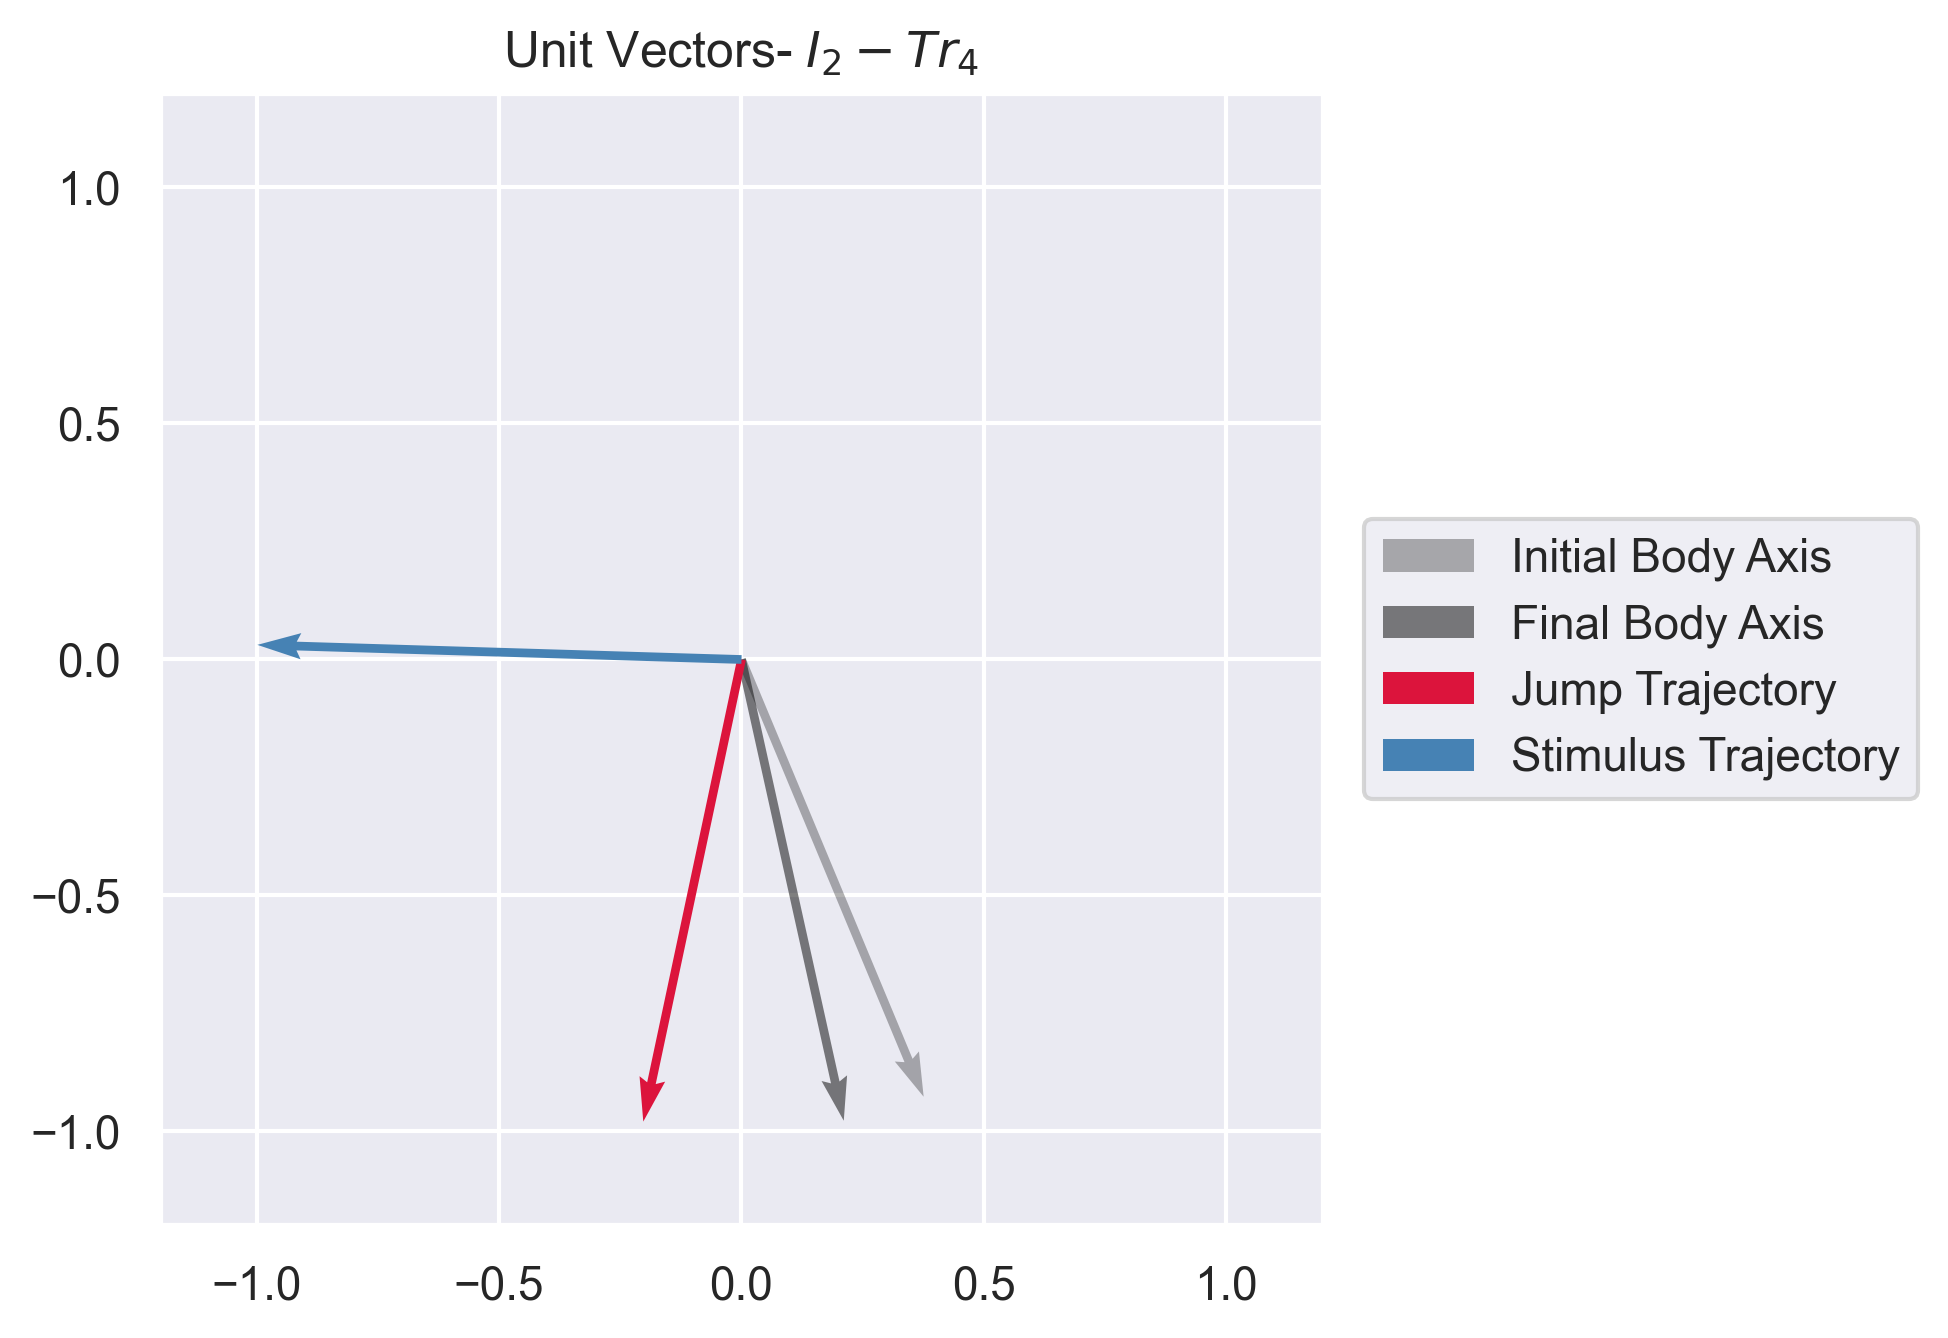 Unit Vectors- I₂ − Tr₄
1.0
0.5
0.0
−0.5
−1.0
−1.0 −0.5 0.0 0.5 1.0
Initial Body Axis
Final Body Axis
Jump Trajectory
Stimulus Trajectory